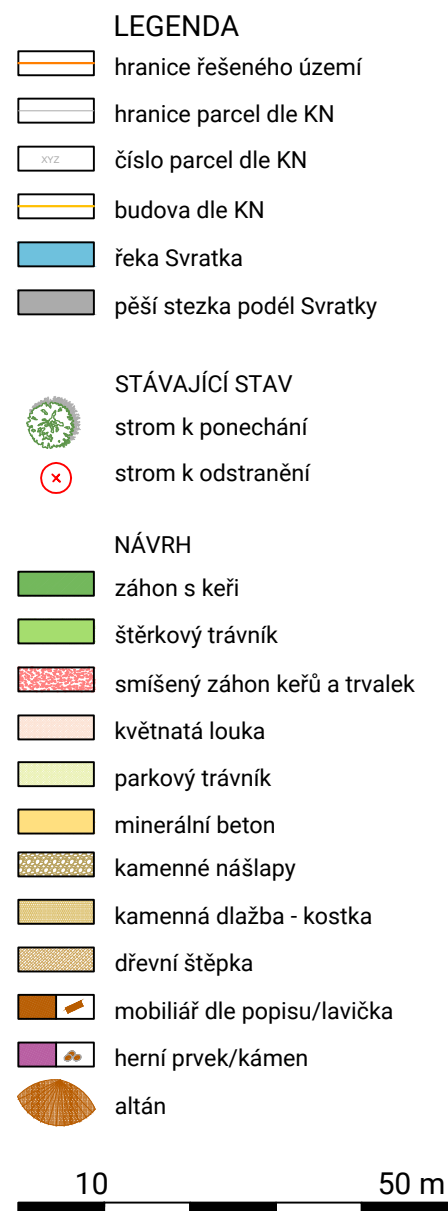 LEGENDA
hranice řešeného území
hranice parcel dle KN
XYZ číslo parcel dle KN
budova dle KN
řeka Svratka
pěší stezka podél Svratky
STÁVAJÍCÍ STAV
strom k ponechání
strom k odstranění
NÁVRH
záhon s keři
štěrkový trávník
smíšený záhon keřů a trvalek
květnatá louka
parkový trávník
minerální beton
kamenné nášlapy
kamenná dlažba - kostka
dřevní štěpka
mobiliář dle popisu/lavička
herní prvek/kámen
altán
10 50 m